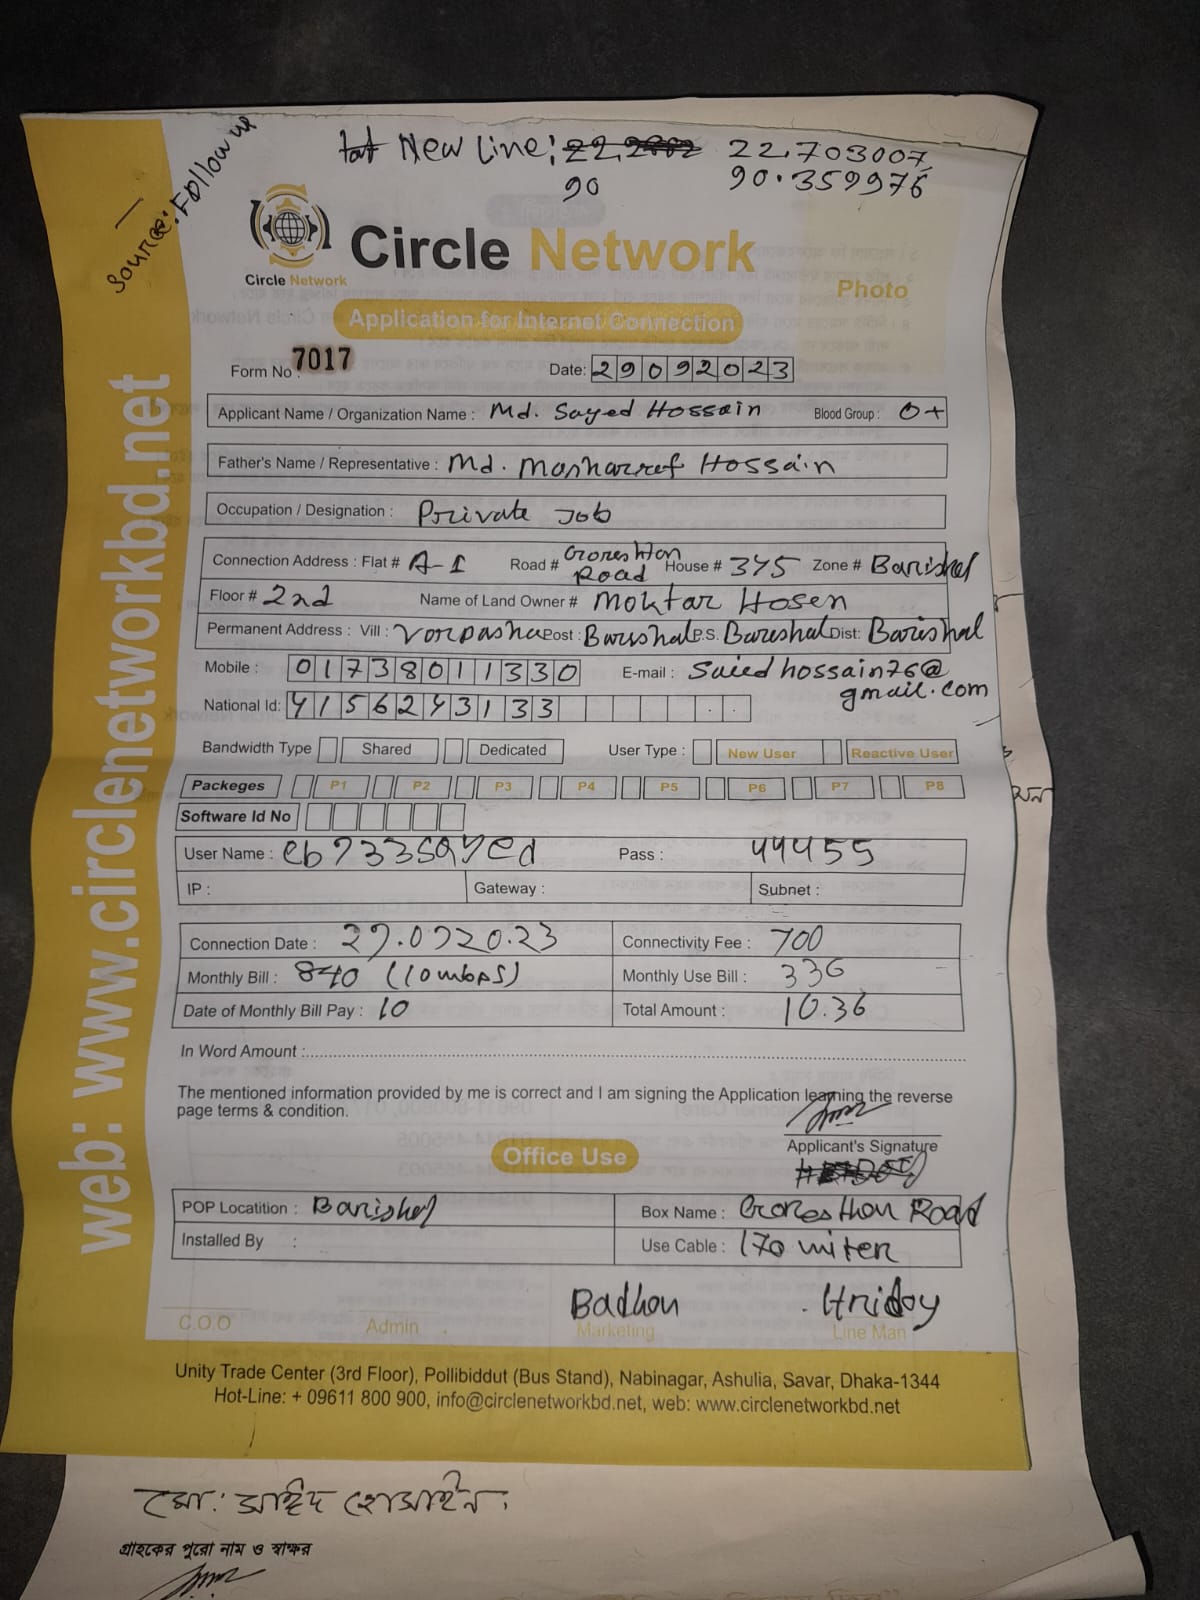 Source: Follow up
New Line: 22.703007,
90 90.359976
Circle Network
Circle Network
Photo
Application for Internet Connection
Form No : 7017 Date: 29092023
Applicant Name / Organization Name : Md. Sayed Hossain Blood Group : O+
Father's Name / Representative : Md. Mosharref Hossain
Occupation / Designation : Private Job
Connection Address : Flat # A-1 Road # Goresthan Road House # 375 Zone # Barishal
Floor # 2nd Name of Land Owner # Moktar Hosen
Permanent Address : Vill : Vorpasha Post : Barishal P.S. Barishal Dist: Barishal
Mobile : 01738011330 E-mail : Saiedhossain76@
gmail.com
National Id: 4156243133
Bandwidth Type Shared Dedicated User Type : New User Reactive User
Packeges P1 P2 P3 P4 P5 P6 P7 P8
Software Id No
User Name : cb733sayed Pass : 44455
IP : Gateway : Subnet :
Connection Date : 29.092023 Connectivity Fee : 700
Monthly Bill : 840 (10mbps) Monthly Use Bill : 336
Date of Monthly Bill Pay : 10 Total Amount : 10.36
In Word Amount :
The mentioned information provided by me is correct and I am signing the Application learning the reverse
page terms & condition.
Applicant's Signature
Office Use
POP Locatition : Barishal Box Name : Goresthan Road
Installed By : Use Cable : 170 miter
Badhon Hridoy
C.O.O Admin Marketing Line Man
Unity Trade Center (3rd Floor), Pollibiddut (Bus Stand), Nabinagar, Ashulia, Savar, Dhaka-1344
Hot-Line: + 09611 800 900, info@circlenetworkbd.net, web: www.circlenetworkbd.net
web: www.circlenetworkbd.net
মো: সাঈদ হোসাইন।
গ্রাহকের পুরো নাম ও স্বাক্ষর